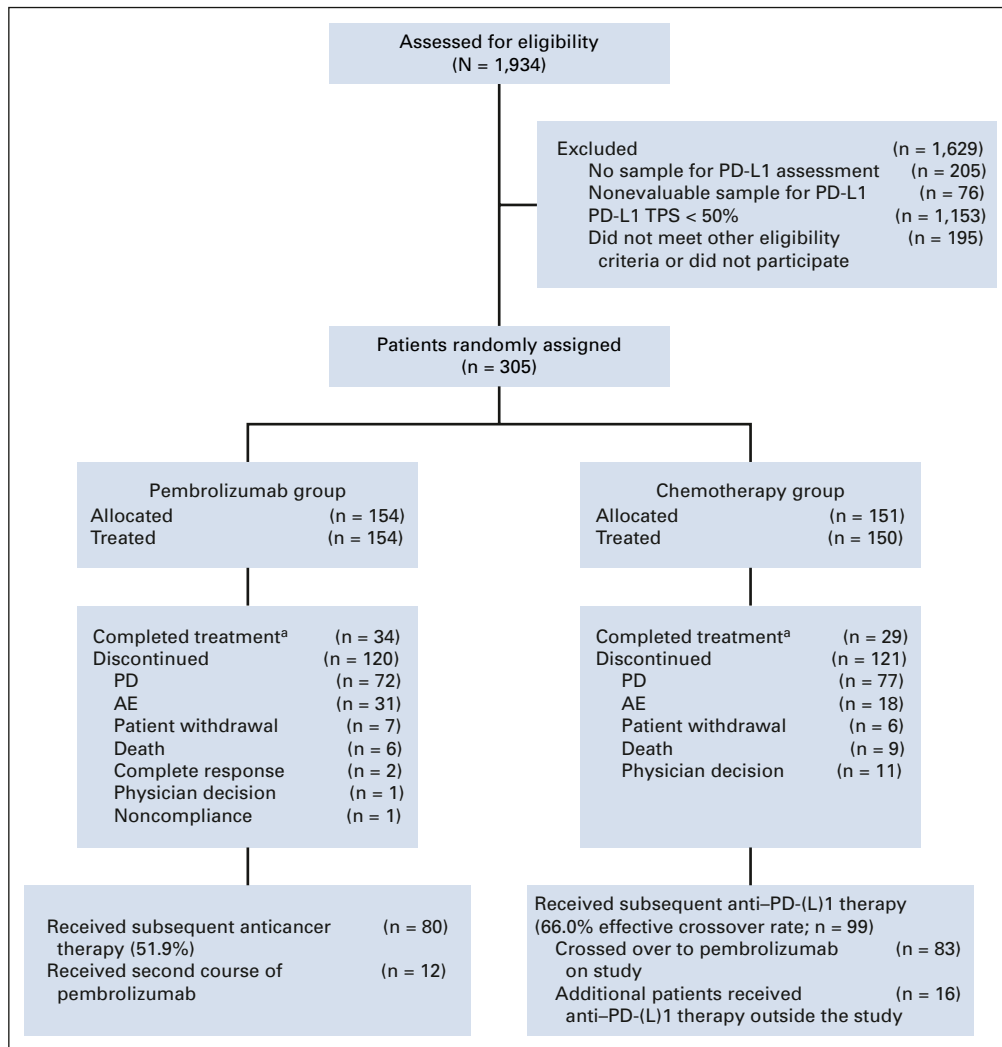 Assessed for eligibility
(N = 1,934)
Excluded (n = 1,629)
No sample for PD-L1 assessment (n = 205)
Nonevaluable sample for PD-L1 (n = 76)
PD-L1 TPS < 50% (n = 1,153)
Did not meet other eligibility (n = 195)
criteria or did not participate
Patients randomly assigned
(n = 305)
Pembrolizumab group
Allocated (n = 154)
Treated (n = 154)
Chemotherapy group
Allocated (n = 151)
Treated (n = 150)
Completed treatmentᵃ (n = 34)
Discontinued (n = 120)
PD (n = 72)
AE (n = 31)
Patient withdrawal (n = 7)
Death (n = 6)
Complete response (n = 2)
Physician decision (n = 1)
Noncompliance (n = 1)
Completed treatmentᵃ (n = 29)
Discontinued (n = 121)
PD (n = 77)
AE (n = 18)
Patient withdrawal (n = 6)
Death (n = 9)
Physician decision (n = 11)
Received subsequent anticancer (n = 80)
therapy (51.9%)
Received second course of (n = 12)
pembrolizumab
Received subsequent anti–PD-(L)1 therapy
(66.0% effective crossover rate; n = 99)
Crossed over to pembrolizumab (n = 83)
on study
Additional patients received (n = 16)
anti–PD-(L)1 therapy outside the study